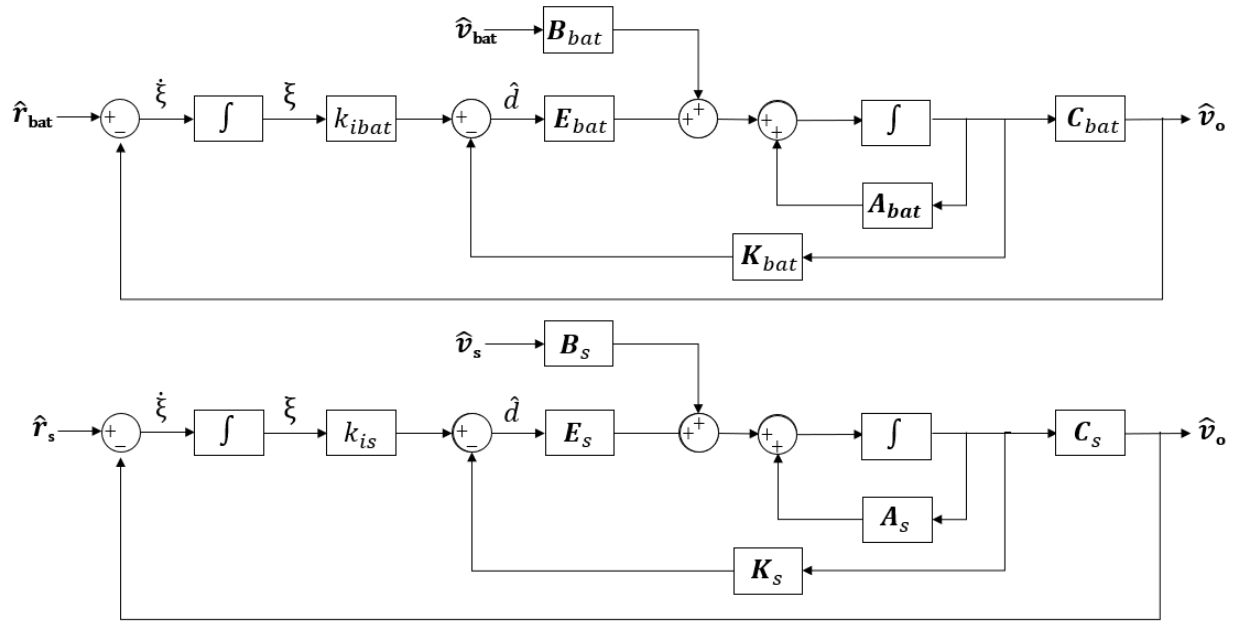 v̂bat Bbat
r̂bat + − ξ̇ ∫ ξ kibat + − d̂ Ebat + + + + ∫ Cbat v̂o
Abat
Kbat
v̂s Bs
r̂s + − ξ̇ ∫ ξ kis + − d̂ Es + + + + ∫ Cs v̂o
As
Ks